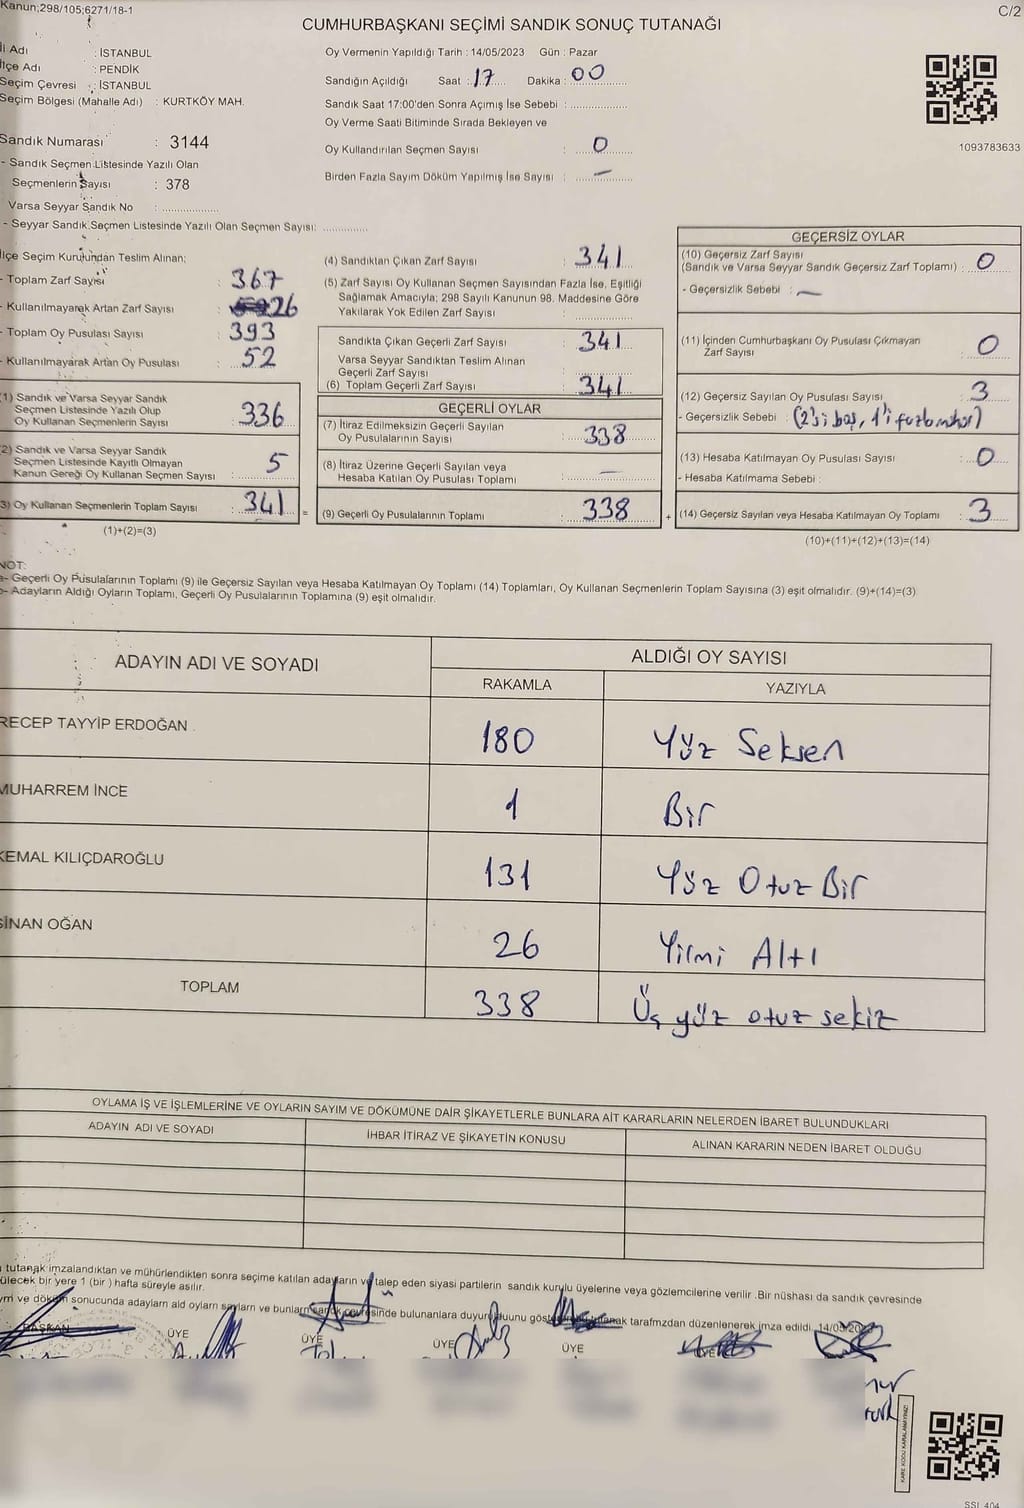 Kanun;298/105;6271/18-1
C/2
CUMHURBAŞKANI SEÇİMİ SANDIK SONUÇ TUTANAĞI
İl Adı : İSTANBUL
İlçe Adı : PENDİK
Seçim Çevresi : İSTANBUL
Seçim Bölgesi (Mahalle Adı) : KURTKÖY MAH.
Sandık Numarası : 3144
- Sandık Seçmen Listesinde Yazılı Olan
Seçmenlerin Sayısı : 378
Varsa Seyyar Sandık No : ....................
- Seyyar Sandık Seçmen Listesinde Yazılı Olan Seçmen Sayısı: ..............
Oy Vermenin Yapıldığı Tarih : 14/05/2023 Gün : Pazar
Sandığın Açıldığı Saat : 17 Dakika : 00
Sandık Saat 17:00'den Sonra Açımış İse Sebebi : ..................
Oy Verme Saati Bitiminde Sırada Bekleyen ve
Oy Kullandırılan Seçmen Sayısı : 0
Birden Fazla Sayım Döküm Yapılmış İse Sayısı : —
1093783633
İlçe Seçim Kurulundan Teslim Alınan;
- Toplam Zarf Sayısı : 367
- Kullanılmayarak Artan Zarf Sayısı : 26
- Toplam Oy Pusulası Sayısı : 393
- Kullanılmayarak Artan Oy Pusulası : 52
(1) Sandık ve Varsa Seyyar Sandık
Seçmen Listesinde Yazılı Olup
Oy Kullanan Seçmenlerin Sayısı : 336
(2) Sandık ve Varsa Seyyar Sandık
Seçmen Listesinde Kayıtlı Olmayan
Kanun Gereği Oy Kullanan Seçmen Sayısı : 5
(3) Oy Kullanan Seçmenlerin Toplam Sayısı : 341 =
(1)+(2)=(3)
(4) Sandıktan Çıkan Zarf Sayısı : 341
(5) Zarf Sayısı Oy Kullanan Seçmen Sayısından Fazla İse, Eşitliği
Sağlamak Amacıyla; 298 Sayılı Kanunun 98. Maddesine Göre
Yakılarak Yok Edilen Zarf Sayısı : ..................
Sandıkta Çıkan Geçerli Zarf Sayısı : 341
Varsa Seyyar Sandıktan Teslim Alınan
Geçerli Zarf Sayısı : ..................
(6) Toplam Geçerli Zarf Sayısı : 341
GEÇERLİ OYLAR
(7) İtiraz Edilmeksizin Geçerli Sayılan
Oy Pusulalarının Sayısı : 338
(8) İtiraz Üzerine Geçerli Sayılan veya
Hesaba Katılan Oy Pusulaları Toplamı : —
(9) Geçerli Oy Pusulalarının Toplamı : 338 +
GEÇERSİZ OYLAR
(10) Geçersiz Zarf Sayısı
(Sandık ve Varsa Seyyar Sandık Geçersiz Zarf Toplamı) : 0
- Geçersizlik Sebebi : —
(11) İçinden Cumhurbaşkanı Oy Pusulası Çıkmayan
Zarf Sayısı : 0
(12) Geçersiz Sayılan Oy Pusulası Sayısı : 3
- Geçersizlik Sebebi : (2'si boş, 1'i fazla mühür)
(13) Hesaba Katılmayan Oy Pusulası Sayısı : 0
- Hesaba Katılmama Sebebi :
(14) Geçersiz Sayılan veya Hesaba Katılmayan Oy Toplamı : 3
(10)+(11)+(12)+(13)=(14)
NOT:
a- Geçerli Oy Pusulalarının Toplamı (9) ile Geçersiz Sayılan veya Hesaba Katılmayan Oy Toplamı (14) Toplamları, Oy Kullanan Seçmenlerin Toplam Sayısına (3) eşit olmalıdır. (9)+(14)=(3)
b- Adayların Aldığı Oyların Toplamı, Geçerli Oy Pusulalarının Toplamına (9) eşit olmalıdır.
ADAYIN ADI VE SOYADI ALDIĞI OY SAYISI
RAKAMLA YAZIYLA
RECEP TAYYİP ERDOĞAN 180 Yüz Seksen
MUHARREM İNCE 1 Bir
KEMAL KILIÇDAROĞLU 131 Yüz Otuz Bir
SİNAN OĞAN 26 Yirmi Altı
TOPLAM 338 Üç yüz otuz sekiz
OYLAMA İŞ VE İŞLEMLERİNE VE OYLARIN SAYIM VE DÖKÜMÜNE DAİR ŞİKAYETLERLE BUNLARA AİT KARARLARIN NELERDEN İBARET BULUNDUKLARI
ADAYIN ADI VE SOYADI İHBAR İTİRAZ VE ŞİKAYETİN KONUSU ALINAN KARARIN NEDEN İBARET OLDUĞU
tutanak imzalandıktan ve mühürlendikten sonra seçime katılan adayların ve talep eden siyasi partilerin sandık kurulu üyelerine veya gözlemcilerine verilir .Bir nüshası da sandık çevresinde
ülecek bir yere 1 (bir ) hafta süreyle asılır.
ym ve döküm sonucunda adayların ald oyların sayların ve bunların sandık çevresinde bulunanlara duyurulduunu gösterir tutanak tarafmzdan düzenlenerek imza edildi. 14/05/2023
BAŞKAN ÜYE ÜYE ÜYE ÜYE ÜYE
KARE KODU KARALAMAYINIZ!
SSI 404